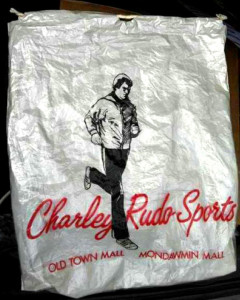 Charley Rudo Sports
OLD TOWN MALL MONDAWMIN MALL